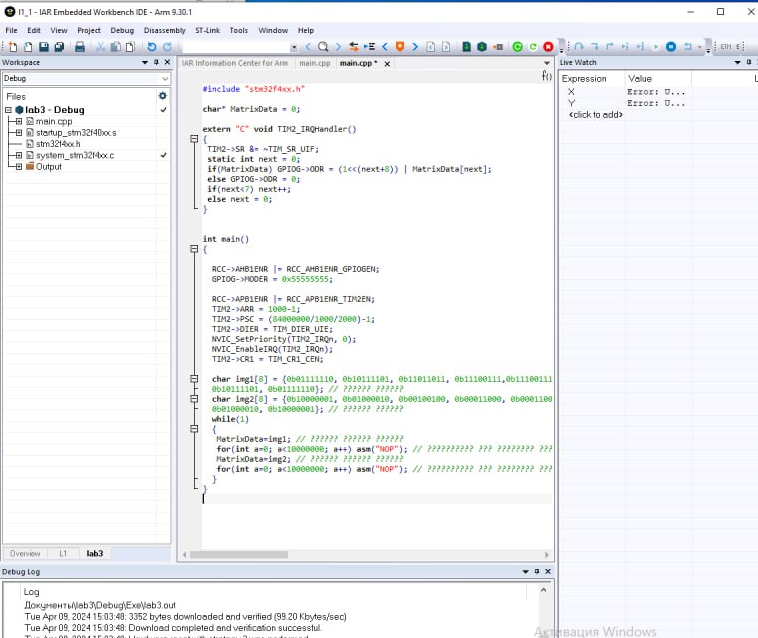 I1_1 - IAR Embedded Workbench IDE - Arm 9.30.1
File Edit View Project Debug Disassembly ST-Link Tools Window Help
Workspace
Debug
Files
lab3 - Debug
main.cpp
startup_stm32f40xx.s
stm32f4xx.h
system_stm32f4xx.c
Output
Overview L1 lab3
IAR Information Center for Arm main.cpp main.cpp *
f()
#include "stm32f4xx.h"
char* MatrixData = 0;
extern "C" void TIM2_IRQHandler()
{
TIM2->SR &= ~TIM_SR_UIF;
static int next = 0;
if(MatrixData) GPIOG->ODR = (1<<(next+8)) | MatrixData[next];
else GPIOG->ODR = 0;
if(next<7) next++;
else next = 0;
}
int main()
{
RCC->AHB1ENR |= RCC_AHB1ENR_GPIOGEN;
GPIOG->MODER = 0x55555555;
RCC->APB1ENR |= RCC_APB1ENR_TIM2EN;
TIM2->ARR = 1000-1;
TIM2->PSC = (84000000/1000/2000)-1;
TIM2->DIER = TIM_DIER_UIE;
NVIC_SetPriority(TIM2_IRQn, 0);
NVIC_EnableIRQ(TIM2_IRQn);
TIM2->CR1 = TIM_CR1_CEN;
char img1[8] = {0b01111110, 0b10111101, 0b11011011, 0b11100111,0b11100111
0b10111101, 0b01111110}; // ?????? ??????
char img2[8] = {0b10000001, 0b01000010, 0b00100100, 0b00011000, 0b0001100
0b01000010, 0b10000001}; // ?????? ??????
while(1)
{
MatrixData=img1; // ?????? ?????? ??????
for(int a=0; a<10000000; a++) asm("NOP"); // ?????????? ??? ???????? ???
MatrixData=img2; // ?????? ?????? ??????
for(int a=0; a<10000000; a++) asm("NOP"); // ?????????? ??? ???????? ???
}
}
Live Watch
Expression Value L
X Error: U...
Y Error: U...
<click to add>
Debug Log
Log
Документы\lab3\Debug\Exe\lab3.out
Tue Apr 09, 2024 15:03:48: 3352 bytes downloaded and verified (99.20 Kbytes/sec)
Tue Apr 09, 2024 15:03:48: Download completed and verification successful.
Активация Windows